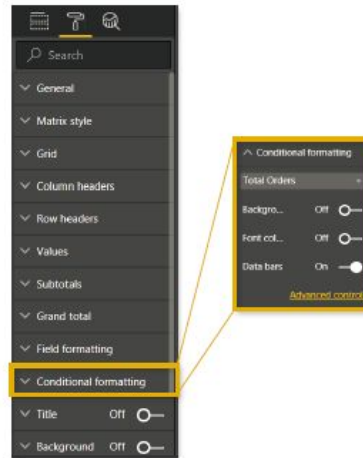 Search
General
Matrix style
Grid
Column headers
Row headers
Values
Subtotals
Grand total
Field formatting
Conditional formatting
Title Off
Background Off
Conditional formatting
Total Orders
Backgro... Off
Font col... Off
Data bars On
Advanced control